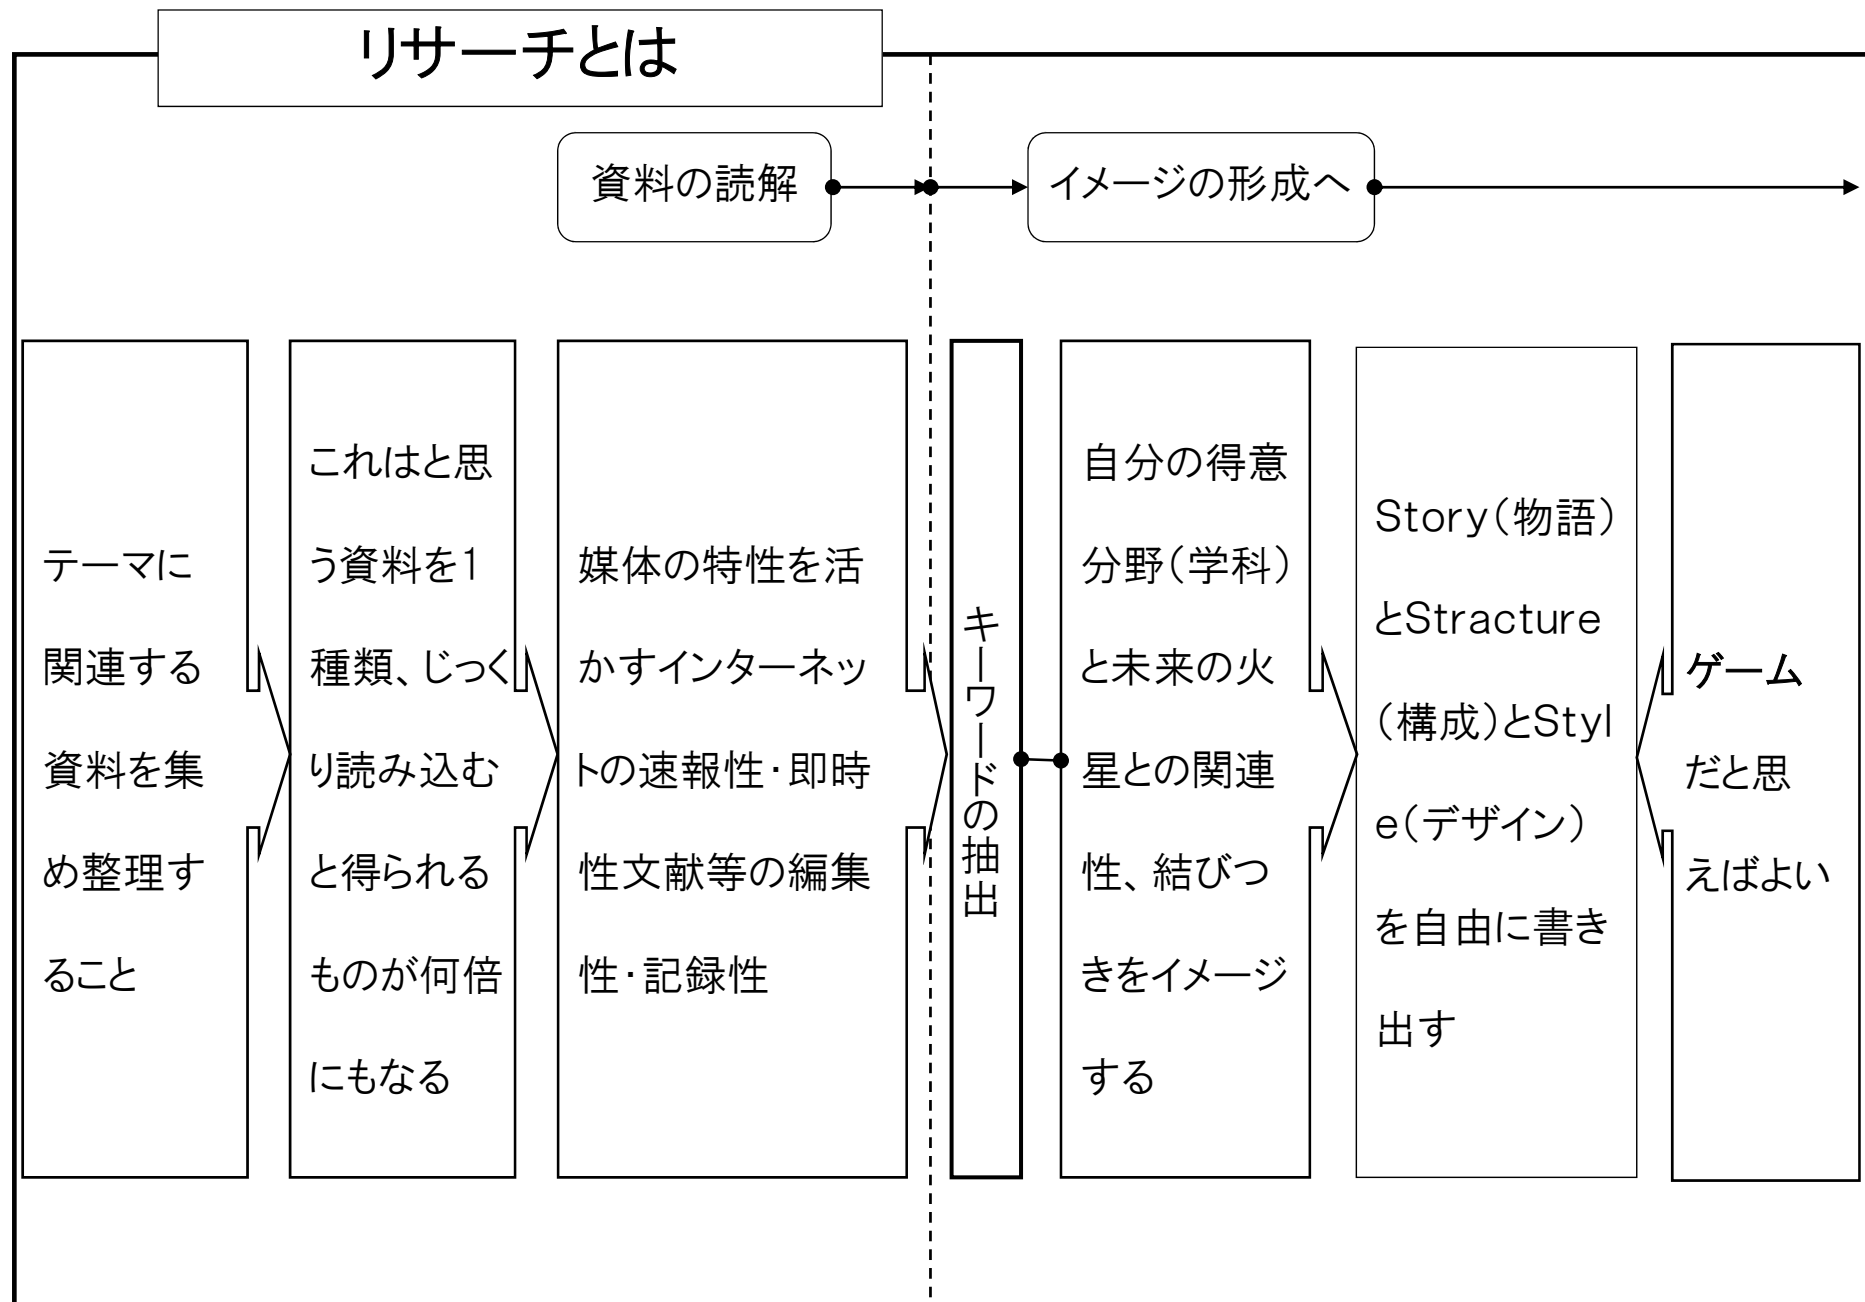 リサーチとは
資料の読解
イメージの形成へ
テーマに
関連する
資料を集
め整理す
ること
これはと思
う資料を1
種類、じっく
り読み込む
と得られる
ものが何倍
にもなる
媒体の特性を活
かすインターネッ
トの速報性・即時
性文献等の編集
性・記録性
キーワードの抽出
自分の得意
分野(学科)
と未来の火
星との関連
性、結びつ
きをイメージ
する
Story(物語)
とStracture
(構成)とStyl
e(デザイン)
を自由に書き
出す
ゲーム
だと思
えばよい